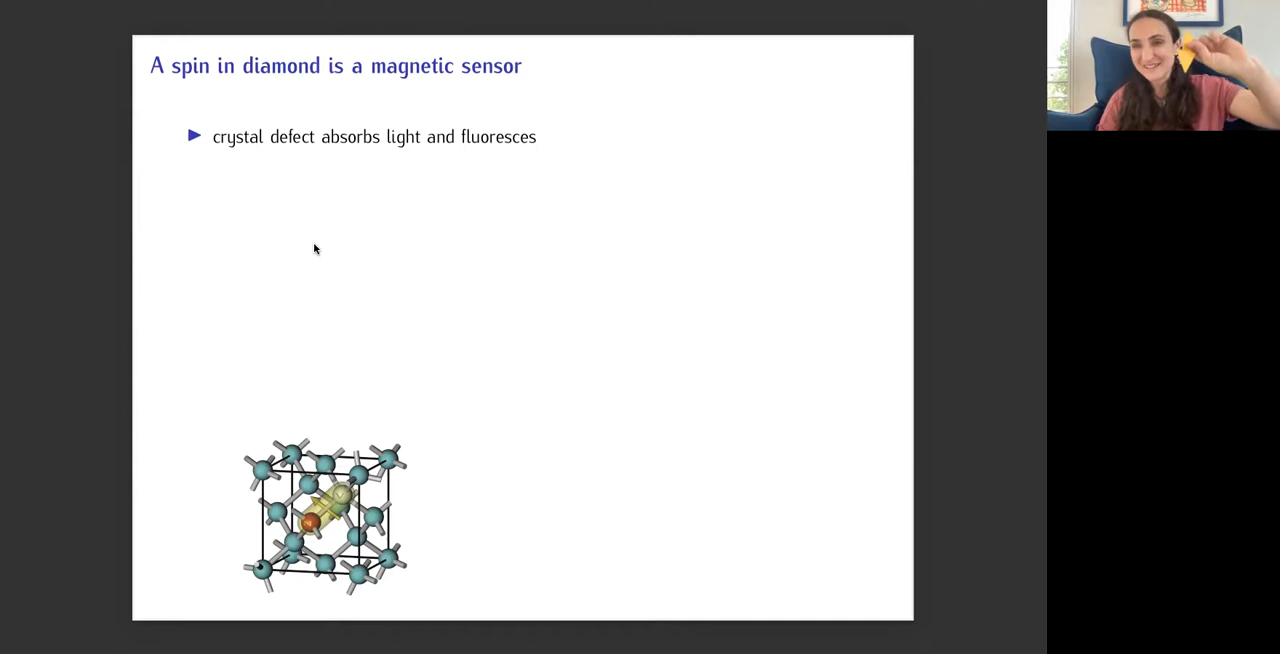 A spin in diamond is a magnetic sensor
crystal defect absorbs light and fluoresces